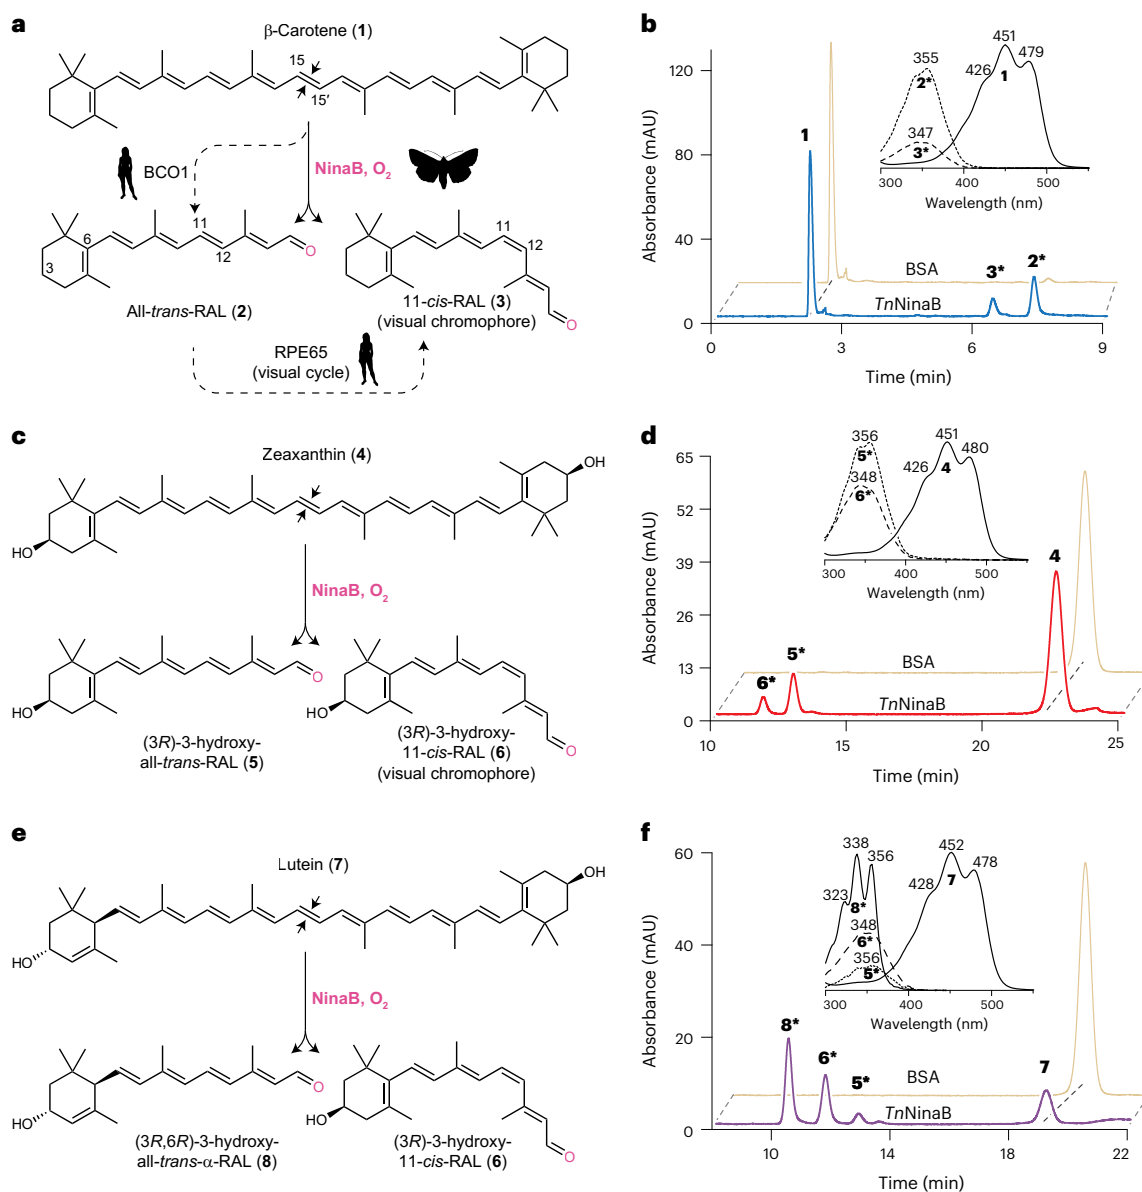 a
β-Carotene (1)
15
15′
BCO1
NinaB, O2
11
6
12
3
O
11
12
O
All-trans-RAL (2)
11-cis-RAL (3)
(visual chromophore)
RPE65
(visual cycle)
b
Absorbance (mAU)
120
80
40
0
0
3
6
9
Time (min)
1
3*
2*
BSA
TnNinaB
355
2*
347
3*
426
451
479
1
300
400
500
Wavelength (nm)
c
Zeaxanthin (4)
OH
HO
NinaB, O2
O
HO
HO
O
(3R)-3-hydroxy-
all-trans-RAL (5)
(3R)-3-hydroxy-
11-cis-RAL (6)
(visual chromophore)
d
Absorbance (mAU)
65
52
39
26
13
0
10
15
20
25
Time (min)
6*
5*
4
BSA
TnNinaB
356
5*
348
6*
426
451
480
4
300
400
500
Wavelength (nm)
e
Lutein (7)
OH
HO
NinaB, O2
O
HO
HO
O
(3R,6R)-3-hydroxy-
all-trans-α-RAL (8)
(3R)-3-hydroxy-
11-cis-RAL (6)
f
Absorbance (mAU)
60
40
20
0
10
14
18
22
Time (min)
8*
6*
5*
7
BSA
TnNinaB
338
356
323
8*
348
6*
356
5*
428
452
478
7
300
400
500
Wavelength (nm)